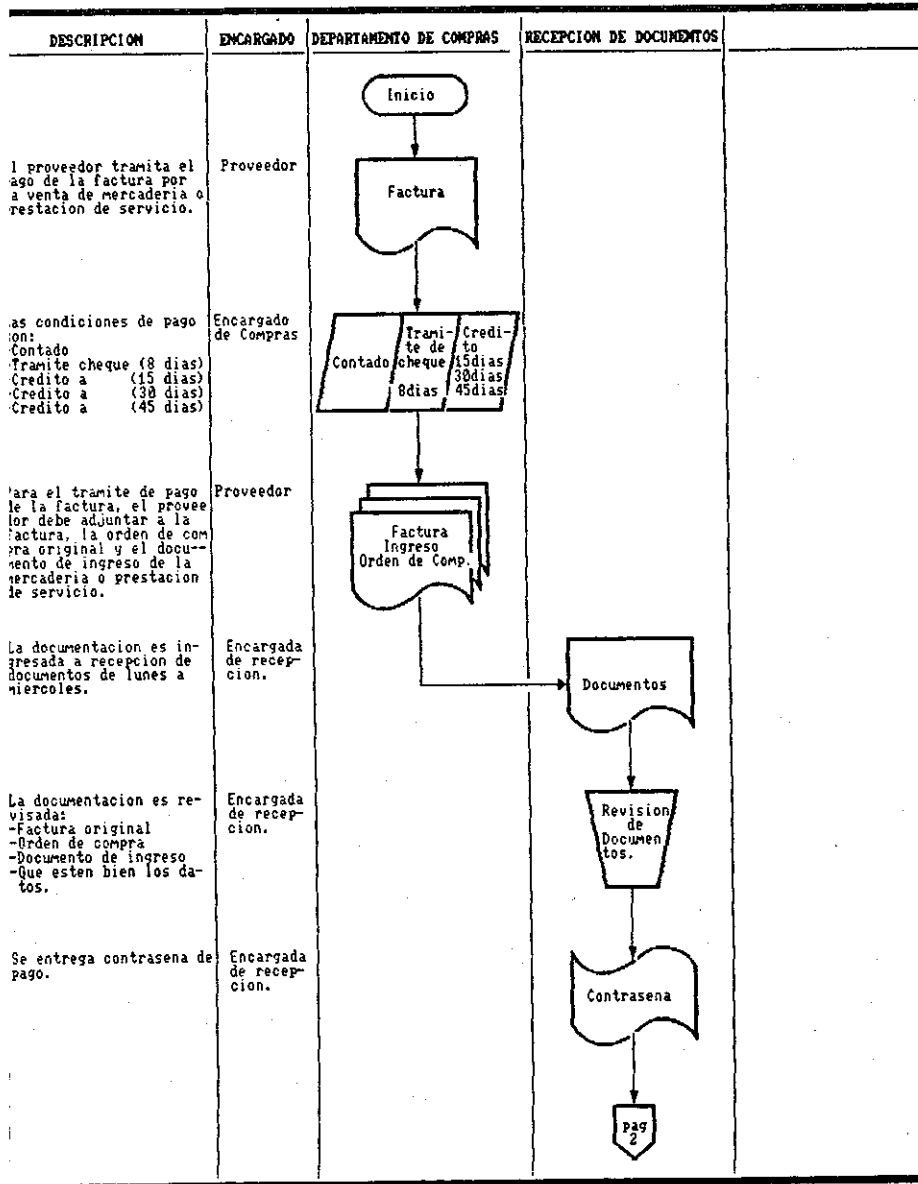 DESCRIPCION
ENCARGADO
DEPARTAMENTO DE COMPRAS
RECEPCION DE DOCUMENTOS
Inicio
l proveedor tramita el
ago de la factura por
a venta de mercaderia o
restacion de servicio.
Proveedor
Factura
as condiciones de pago
on:
Contado
Tramite cheque (8 dias)
Credito a (15 dias)
Credito a (30 dias)
Credito a (45 dias)
Encargado
de Compras
Contado
Trami-
te de
cheque
8dias
Credi-
to
15dias
30dias
45dias
ara el tramite de pago
de la factura, el provee
dor debe adjuntar a la
factura, la orden de com
pra original y el docu--
mento de ingreso de la
mercaderia o prestacion
de servicio.
Proveedor
Factura
Ingreso
Orden de Comp.
La documentacion es in-
gresada a recepcion de
documentos de lunes a
miercoles.
Encargada
de recep-
cion.
Documentos
La documentacion es re-
visada:
-Factura original
-Orden de compra
-Documento de ingreso
-Que esten bien los da-
tos.
Encargada
de recep-
cion.
Revision
de
Documen
tos.
Se entrega contrasena de
pago.
Encargada
de recep-
cion.
Contrasena
pag
2